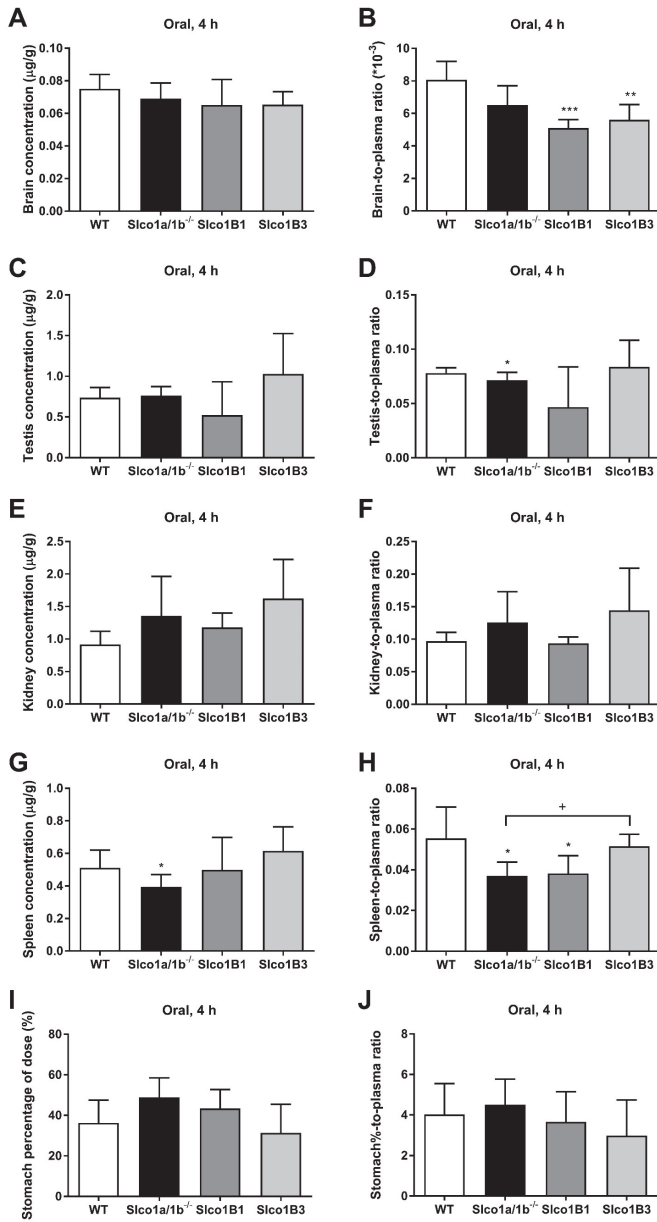 A
Oral, 4 h
Brain concentration (µg/g)
0.10
0.08
0.06
0.04
0.02
0.00
WT Slco1a/1b-/- Slco1B1 Slco1B3
B
Oral, 4 h
Brain-to-plasma ratio (*10-3)
10
8
6
4
2
0
***
**
WT Slco1a/1b-/- Slco1B1 Slco1B3
C
Oral, 4 h
Testis concentration (µg/g)
2.0
1.5
1.0
0.5
0.0
WT Slco1a/1b-/- Slco1B1 Slco1B3
D
Oral, 4 h
Testis-to-plasma ratio
0.15
0.10
0.05
0.00
*
WT Slco1a/1b-/- Slco1B1 Slco1B3
E
Oral, 4 h
Kidney concentration (µg/g)
2.5
2.0
1.5
1.0
0.5
0.0
WT Slco1a/1b-/- Slco1B1 Slco1B3
F
Oral, 4 h
Kidney-to-plasma ratio
0.25
0.20
0.15
0.10
0.05
0.00
WT Slco1a/1b-/- Slco1B1 Slco1B3
G
Oral, 4 h
Spleen concentration (µg/g)
1.0
0.8
0.6
0.4
0.2
0.0
*
WT Slco1a/1b-/- Slco1B1 Slco1B3
H
Oral, 4 h
Spleen-to-plasma ratio
0.08
0.06
0.04
0.02
0.00
+
*
*
WT Slco1a/1b-/- Slco1B1 Slco1B3
I
Oral, 4 h
Stomach percentage of dose (%)
80
60
40
20
0
WT Slco1a/1b-/- Slco1B1 Slco1B3
J
Oral, 4 h
Stomach%-to-plasma ratio
8
6
4
2
0
WT Slco1a/1b-/- Slco1B1 Slco1B3